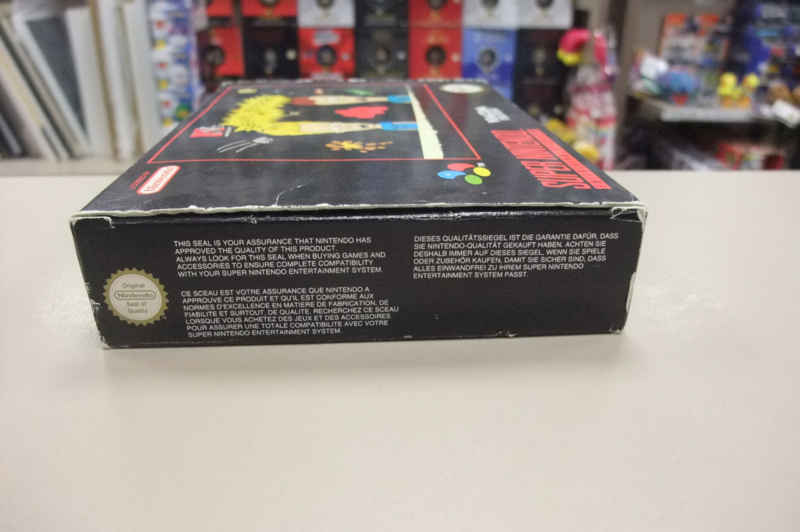 SUPER NINTENDO
LICENSED BY
Nintendo
THIS SEAL IS YOUR ASSURANCE THAT NINTENDO HAS
APPROVED THE QUALITY OF THIS PRODUCT.
ALWAYS LOOK FOR THIS SEAL WHEN BUYING GAMES AND
ACCESSORIES TO ENSURE COMPLETE COMPATIBILITY
WITH YOUR SUPER NINTENDO ENTERTAINMENT SYSTEM.
CE SCEAU EST VOTRE ASSURANCE QUE NINTENDO A
APPROUVE CE PRODUIT ET QU'IL EST CONFORME AUX
NORMES D'EXCELLENCE EN MATIERE DE FABRICATION, DE
FIABILITE ET SURTOUT, DE QUALITE. RECHERCHEZ CE SCEAU
LORSQUE VOUS ACHETEZ DES JEUX ET DES ACCESSOIRES
POUR ASSURER UNE TOTALE COMPATIBILITE AVEC VOTRE
SUPER NINTENDO ENTERTAINMENT SYSTEM.
DIESES QUALITÄTSSIEGEL IST DIE GARANTIE DAFÜR, DASS
SIE NINTENDO-QUALITÄT GEKAUFT HABEN. ACHTEN SIE
DESHALB IMMER AUF DIESES SIEGEL, WENN SIE SPIELE
ODER ZUBEHÖR KAUFEN, DAMIT SIE SICHER SIND, DASS
ALLES EINWANDFREI ZU IHREM SUPER NINTENDO
ENTERTAINMENT SYSTEM PASST.
Original
Nintendo
Seal of
Quality